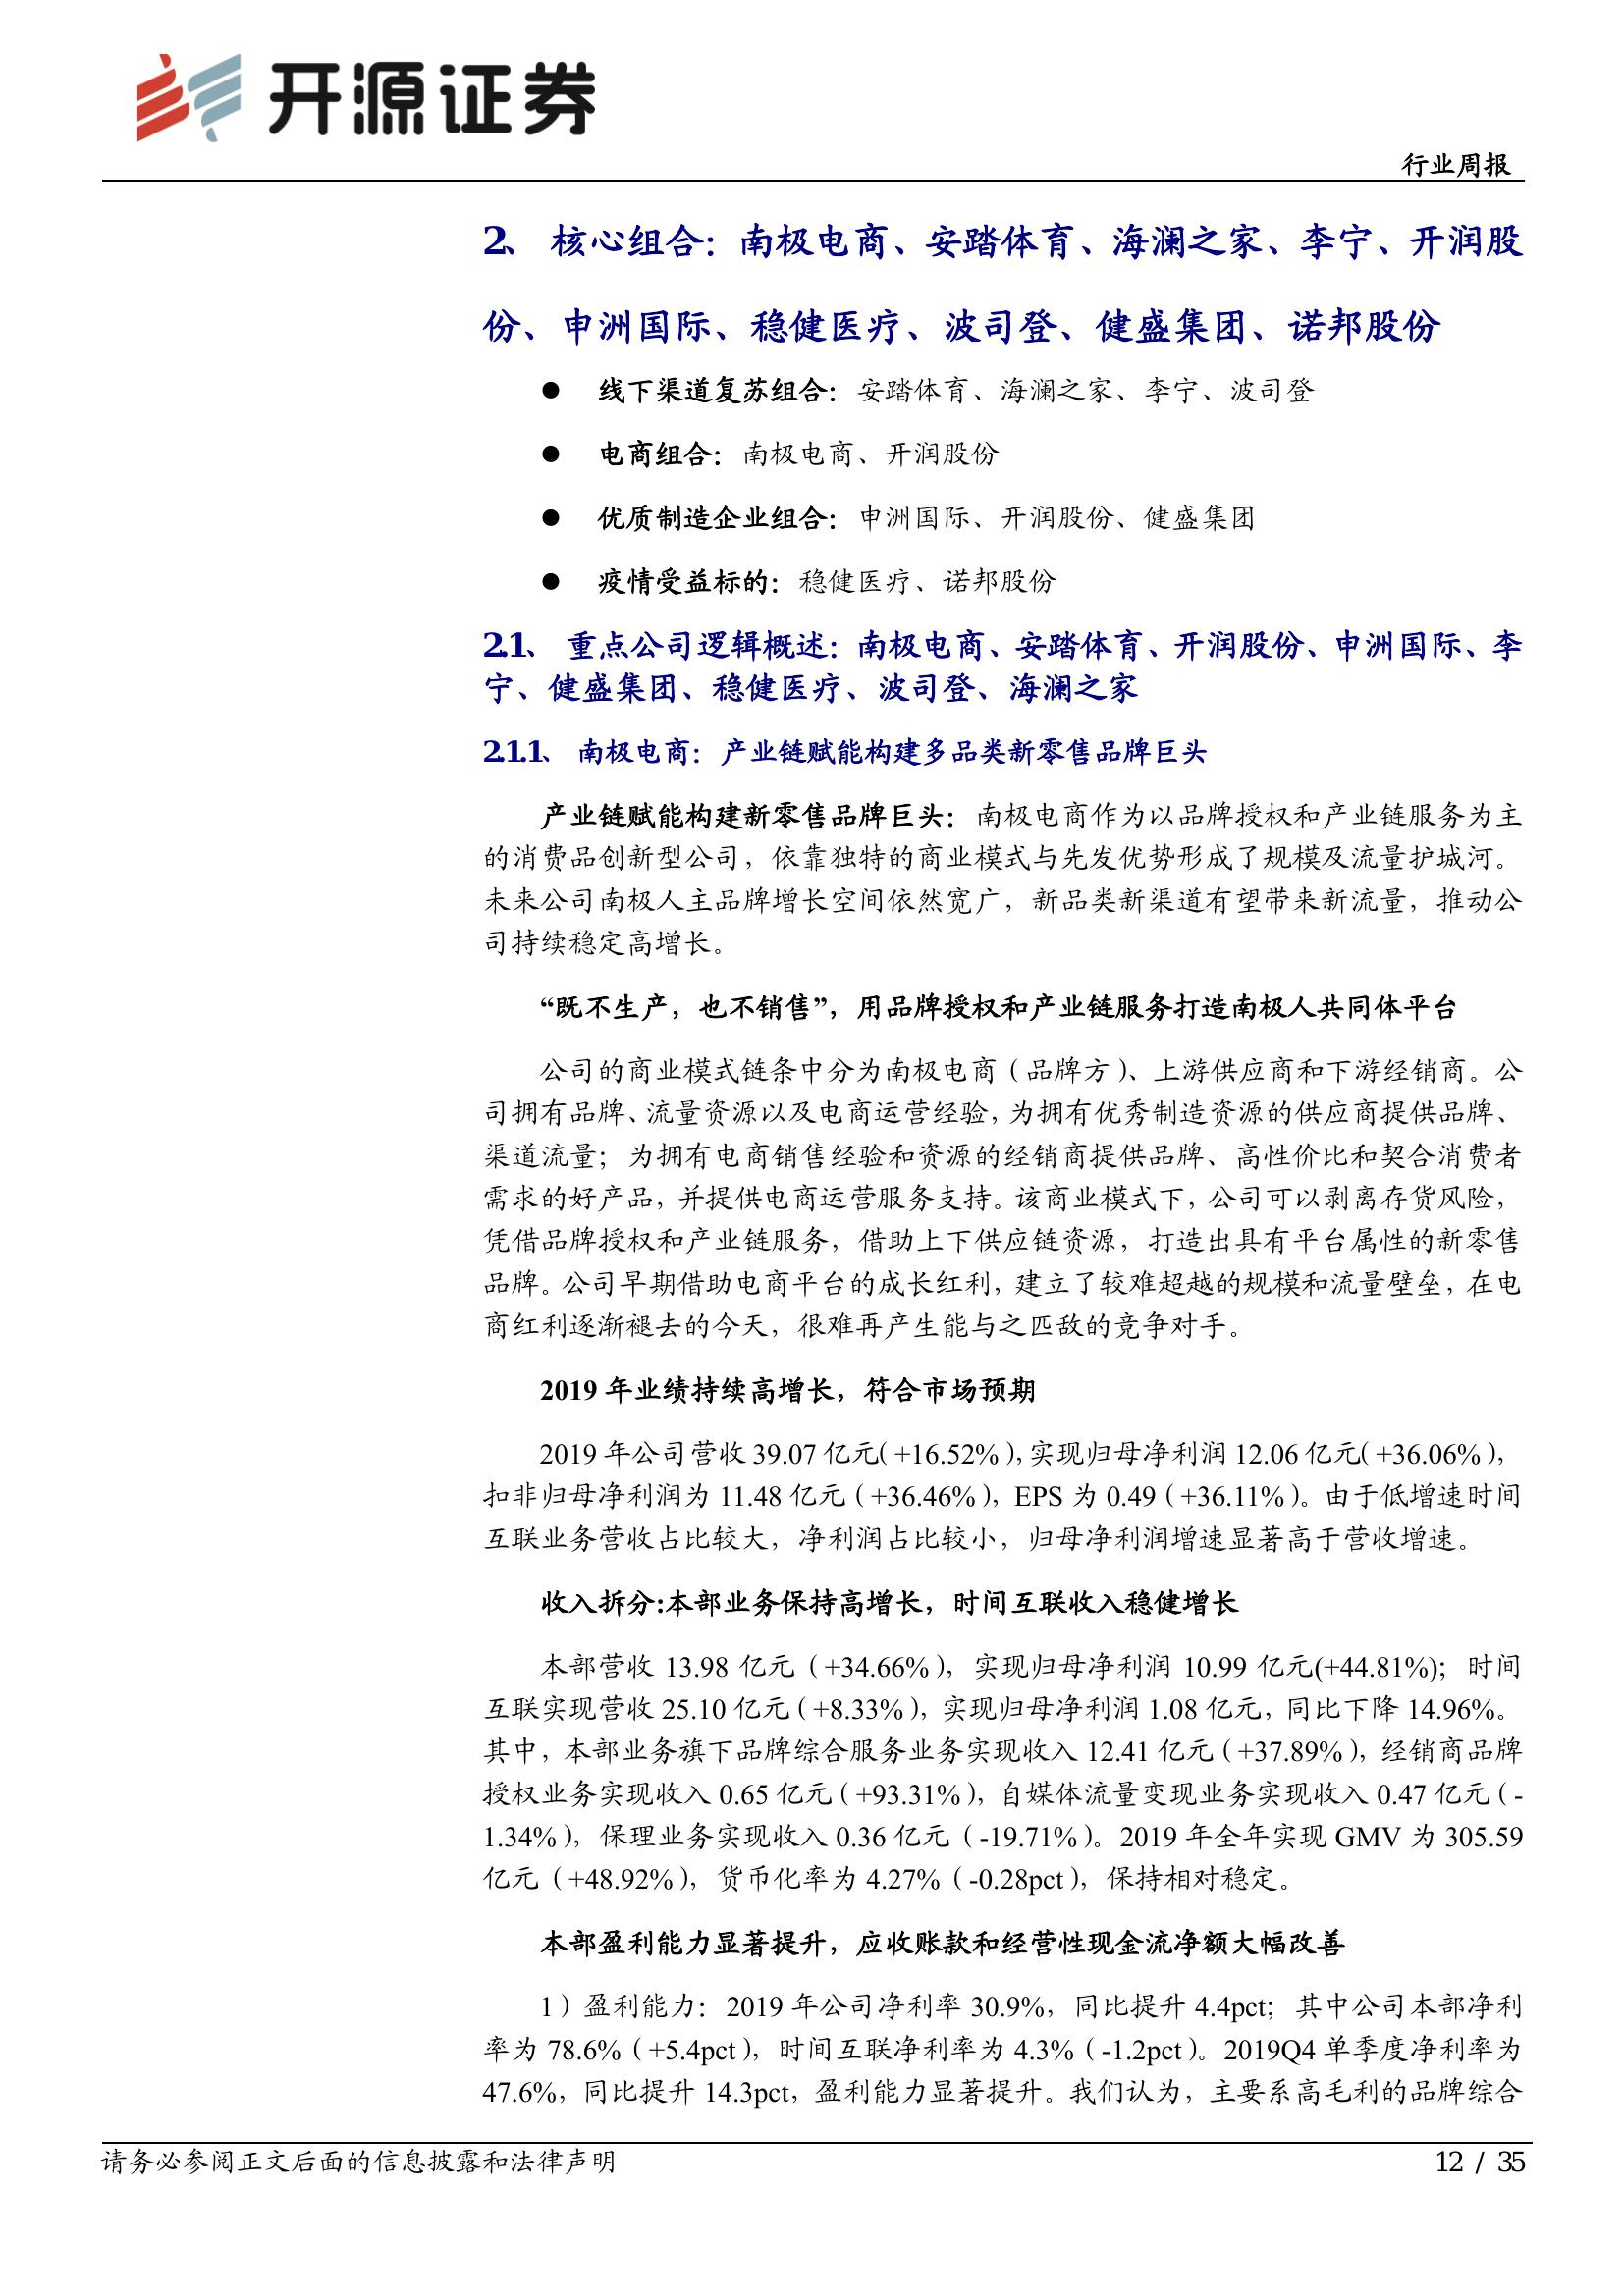 开源证券
行业周报
2、 核心组合：南极电商、安踏体育、海澜之家、李宁、开润股
份、申洲国际、稳健医疗、波司登、健盛集团、诺邦股份
● 线下渠道复苏组合：安踏体育、海澜之家、李宁、波司登
● 电商组合：南极电商、开润股份
● 优质制造企业组合：申洲国际、开润股份、健盛集团
● 疫情受益标的：稳健医疗、诺邦股份
2.1、 重点公司逻辑概述：南极电商、安踏体育、开润股份、申洲国际、李
宁、健盛集团、稳健医疗、波司登、海澜之家
2.1.1、 南极电商：产业链赋能构建多品类新零售品牌巨头
产业链赋能构建新零售品牌巨头：南极电商作为以品牌授权和产业链服务为主
的消费品创新型公司，依靠独特的商业模式与先发优势形成了规模及流量护城河。
未来公司南极人主品牌增长空间依然宽广，新品类新渠道有望带来新流量，推动公
司持续稳定高增长。
“既不生产，也不销售”，用品牌授权和产业链服务打造南极人共同体平台
公司的商业模式链条中分为南极电商（品牌方）、上游供应商和下游经销商。公
司拥有品牌、流量资源以及电商运营经验，为拥有优秀制造资源的供应商提供品牌、
渠道流量；为拥有电商销售经验和资源的经销商提供品牌、高性价比和契合消费者
需求的好产品，并提供电商运营服务支持。该商业模式下，公司可以剥离存货风险，
凭借品牌授权和产业链服务，借助上下供应链资源，打造出具有平台属性的新零售
品牌。公司早期借助电商平台的成长红利，建立了较难超越的规模和流量壁垒，在电
商红利逐渐褪去的今天，很难再产生能与之匹敌的竞争对手。
2019 年业绩持续高增长，符合市场预期
2019 年公司营收 39.07 亿元（+16.52%），实现归母净利润 12.06 亿元（+36.06%），
扣非归母净利润为 11.48 亿元（+36.46%），EPS 为 0.49（+36.11%）。由于低增速时间
互联业务营收占比较大，净利润占比较小，归母净利润增速显著高于营收增速。
收入拆分:本部业务保持高增长，时间互联收入稳健增长
本部营收 13.98 亿元（+34.66%），实现归母净利润 10.99 亿元(+44.81%)；时间
互联实现营收 25.10 亿元（+8.33%），实现归母净利润 1.08 亿元，同比下降 14.96%。
其中，本部业务旗下品牌综合服务业务实现收入 12.41 亿元（+37.89%），经销商品牌
授权业务实现收入 0.65 亿元（+93.31%），自媒体流量变现业务实现收入 0.47 亿元（-
1.34%），保理业务实现收入 0.36 亿元（-19.71%）。2019 年全年实现 GMV 为 305.59
亿元（+48.92%），货币化率为 4.27%（-0.28pct），保持相对稳定。
本部盈利能力显著提升，应收账款和经营性现金流净额大幅改善
1）盈利能力：2019 年公司净利率 30.9%，同比提升 4.4pct；其中公司本部净利
率为 78.6%（+5.4pct），时间互联净利率为 4.3%（-1.2pct）。2019Q4 单季度净利率为
47.6%，同比提升 14.3pct，盈利能力显著提升。我们认为，主要系高毛利的品牌综合
请务必参阅正文后面的信息披露和法律声明
12 / 35